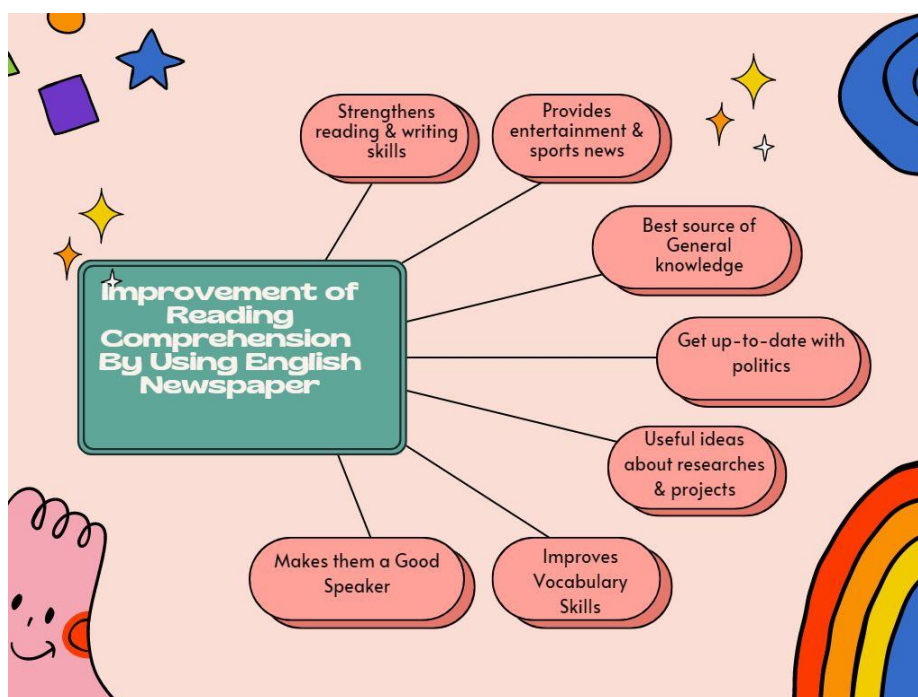 Improvement of
Reading
Comprehension
By Using English
Newspaper
Strengthens
reading & writing
skills
Provides
entertainment &
sports news
Best source of
General
knowledge
Get up-to-date with
politics
Useful ideas
about researches
& projects
Improves
Vocabulary
Skills
Makes them a Good
Speaker